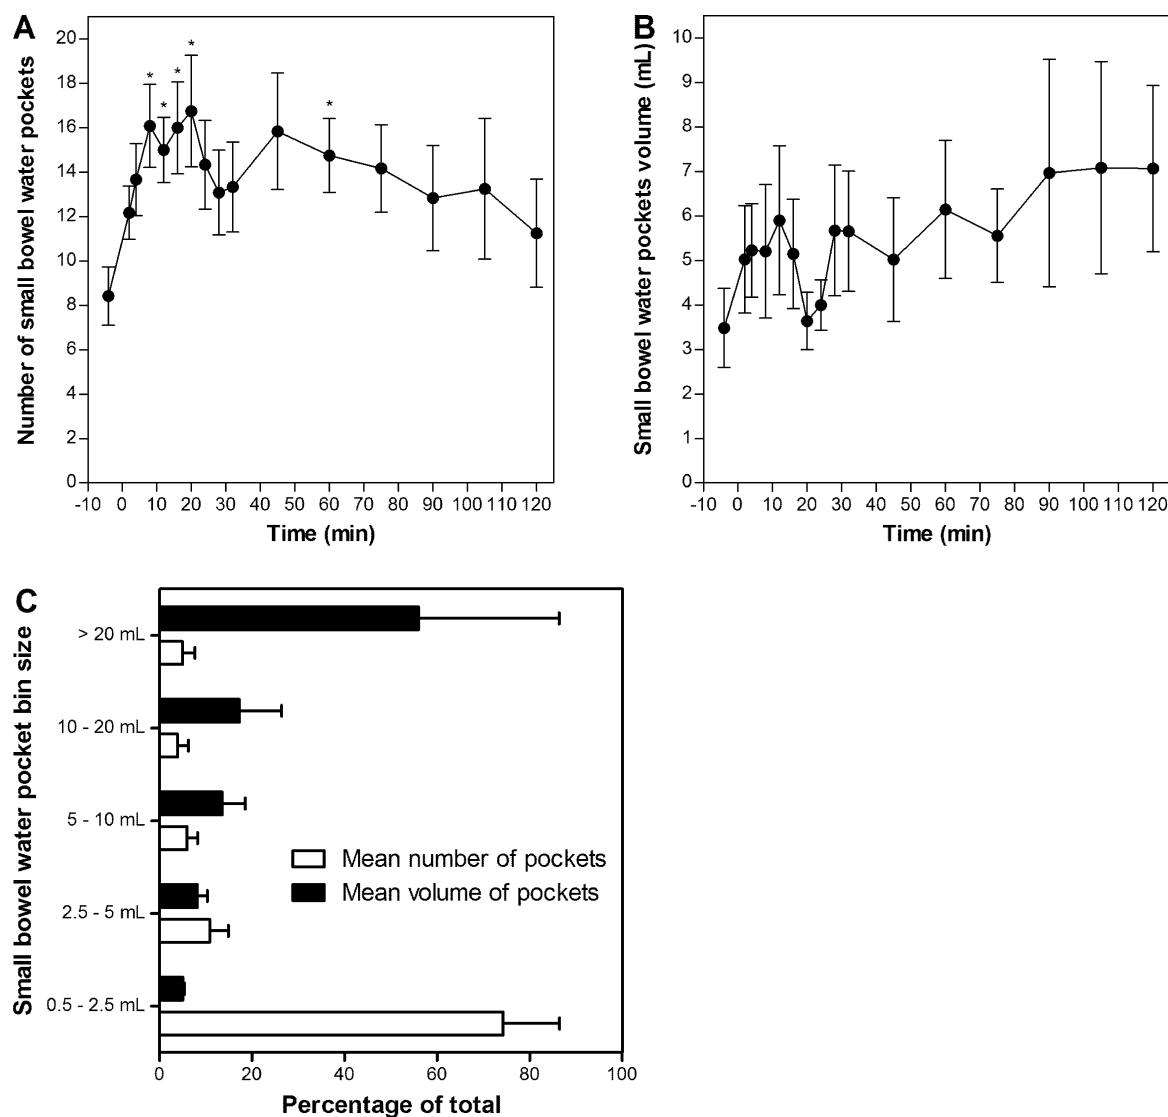 A
Number of small bowel water pockets
20
18
16
14
12
10
8
6
4
2
0
* * * * *
-10 0 10 20 30 40 50 60 70 80 90 100 110 120
Time (min)
B
Small bowel water pockets volume (mL)
10
9
8
7
6
5
4
3
2
1
0
-10 0 10 20 30 40 50 60 70 80 90 100 110 120
Time (min)
C
Small bowel water pocket bin size
> 20 mL
10 - 20 mL
5 - 10 mL
2.5 - 5 mL
0.5 - 2.5 mL
Mean number of pockets
Mean volume of pockets
0 20 40 60 80 100
Percentage of total